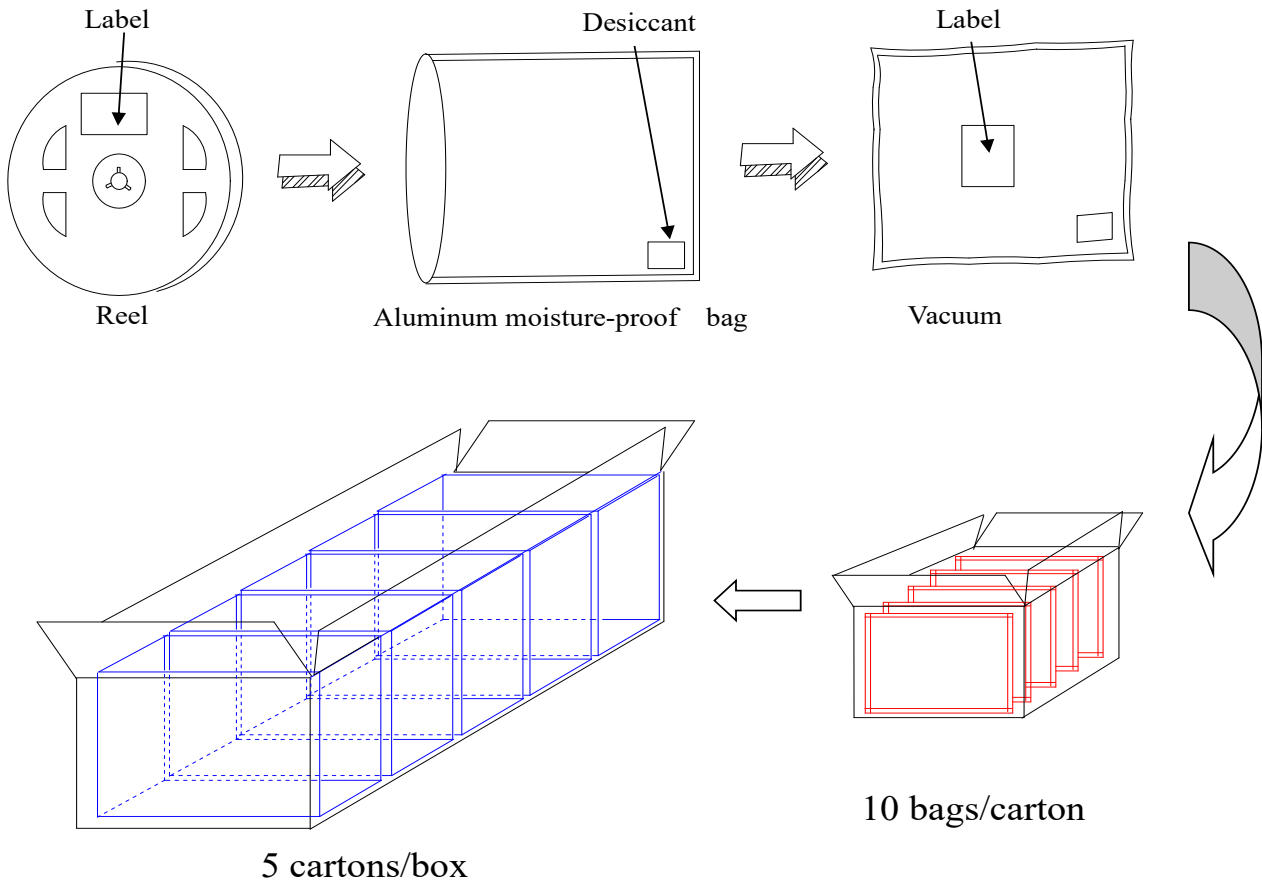 Label
Desiccant
Label
Reel
Aluminum moisture-proof bag
Vacuum
10 bags/carton
5 cartons/box